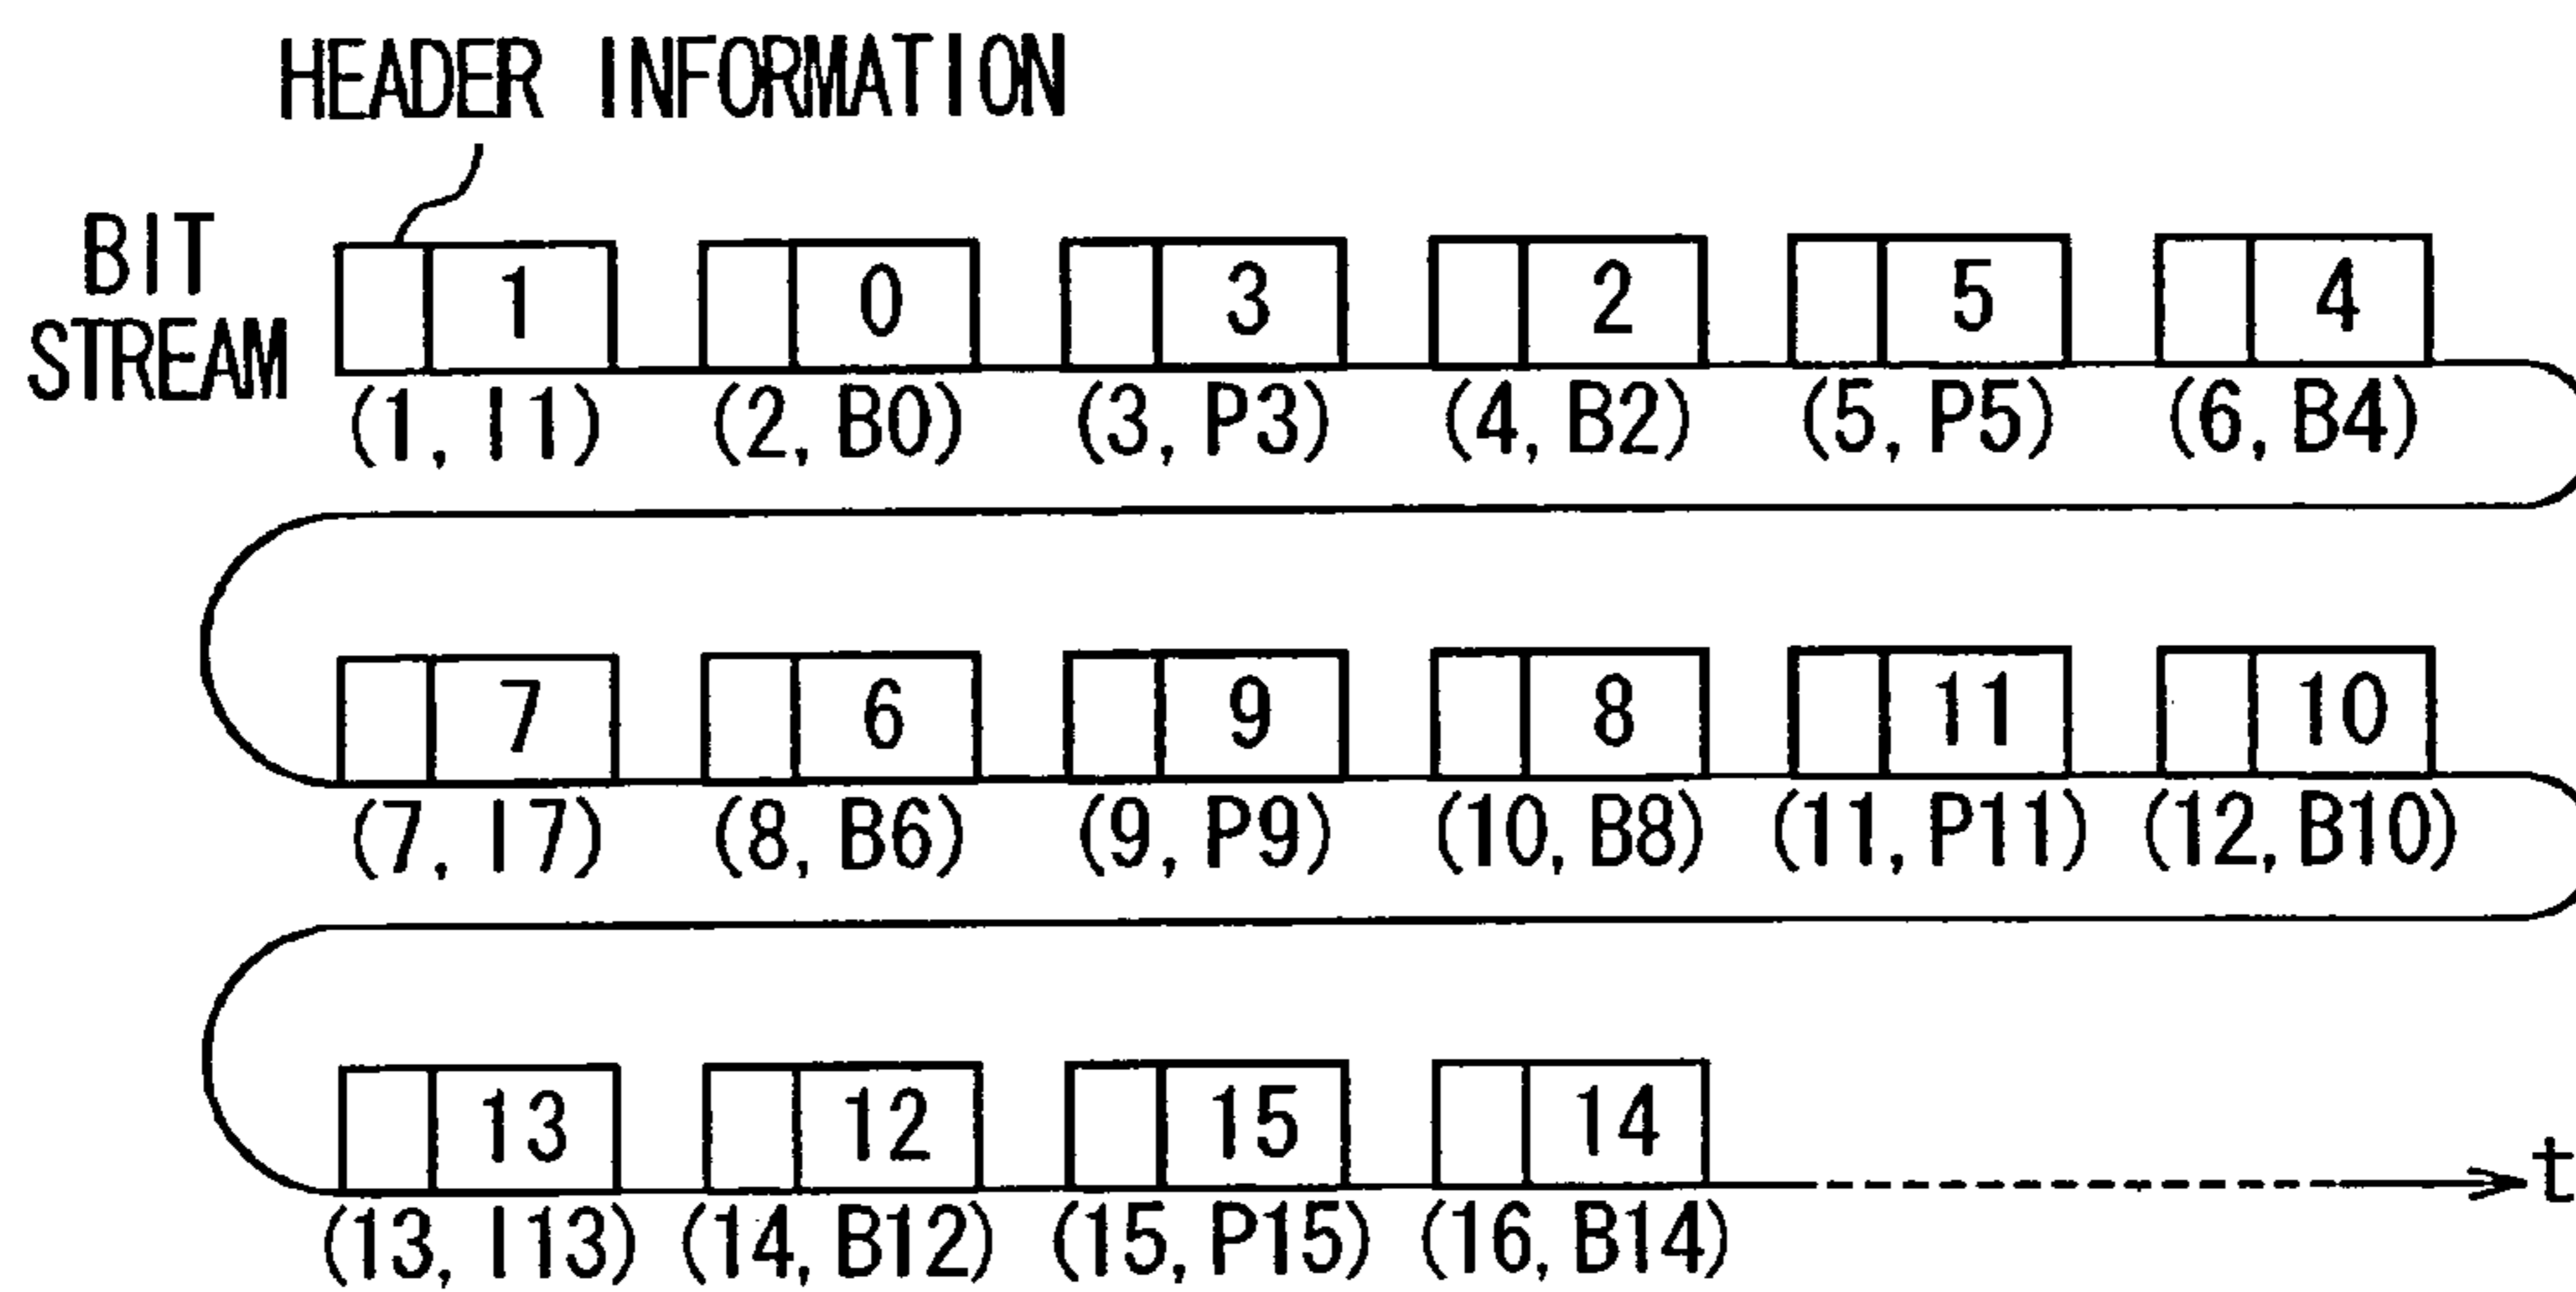 HEADER INFORMATION
BIT
STREAM
1 0 3 2 5 4
(1, I1) (2, B0) (3, P3) (4, B2) (5, P5) (6, B4)
7 6 9 8 11 10
(7, I7) (8, B6) (9, P9) (10, B8) (11, P11) (12, B10)
13 12 15 14
t
(13, I13) (14, B12) (15, P15) (16, B14)